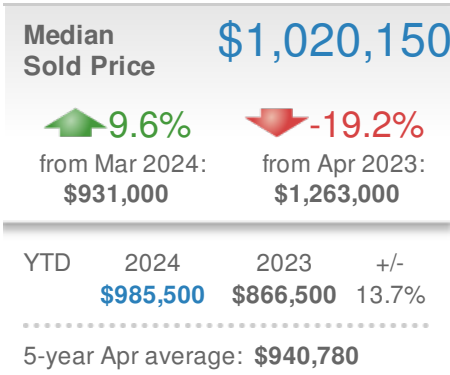 Median $1,020,150
Sold Price
9.6% -19.2%
from Mar 2024: from Apr 2023:
$931,000 $1,263,000
YTD 2024 2023 +/-
$985,500 $866,500 13.7%
5-year Apr average: $940,780